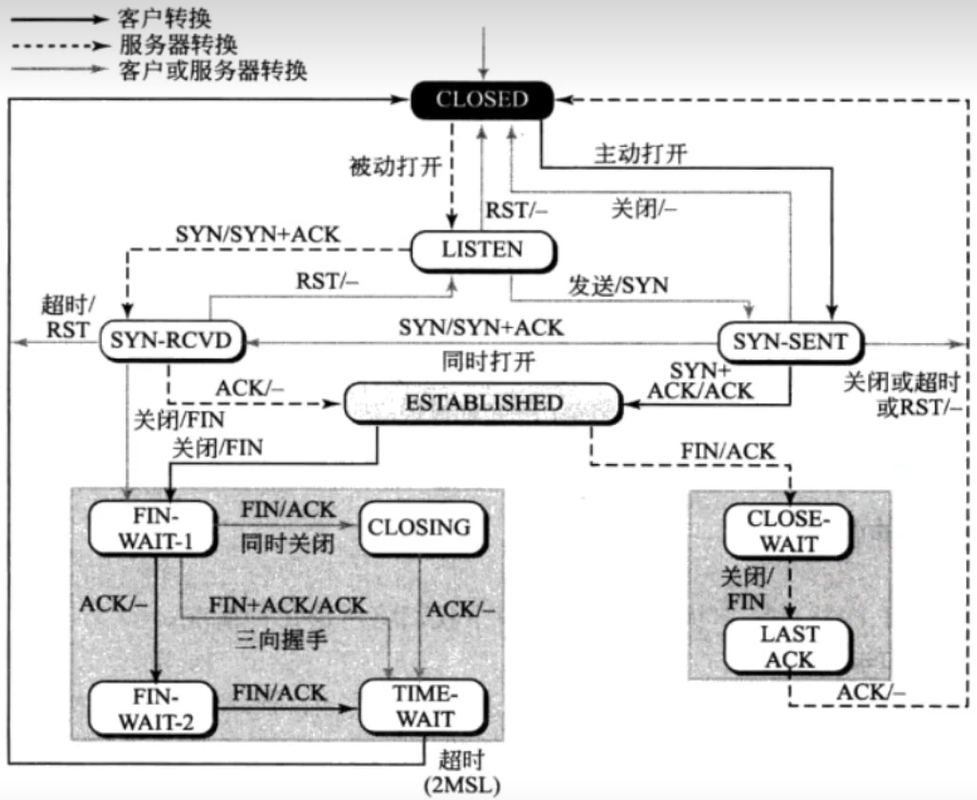 客户转换
服务器转换
客户或服务器转换
CLOSED
被动打开
主动打开
RST/–
关闭/–
SYN/SYN+ACK
LISTEN
RST/–
发送/SYN
超时/
RST
SYN-RCVD
SYN/SYN+ACK
同时打开
SYN-SENT
ACK/–
ESTABLISHED
SYN+
ACK/ACK
关闭或超时
或RST/–
关闭/FIN
关闭/FIN
FIN/ACK
FIN-
WAIT-1
FIN/ACK
同时关闭
CLOSING
CLOSE-
WAIT
关闭/
FIN
ACK/–
FIN+ACK/ACK
三向握手
ACK/–
LAST
ACK
FIN-
WAIT-2
FIN/ACK
TIME-
WAIT
ACK/–
超时
(2MSL)